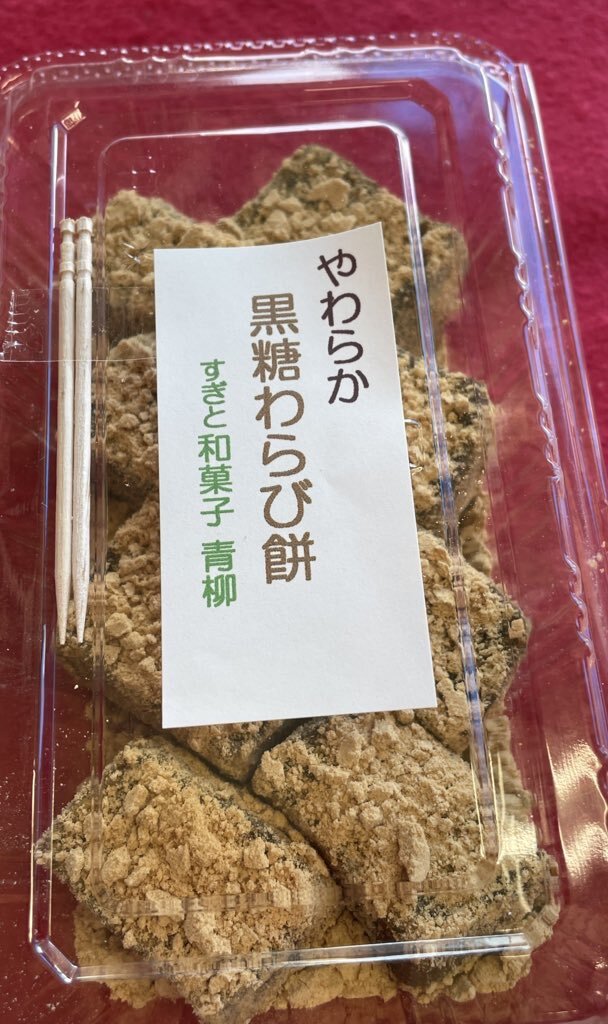 やわらか
黒糖わらび餅
すぎと和菓子 青柳